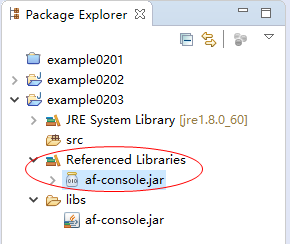 Package Explorer
example0201
example0202
example0203
JRE System Library [jre1.8.0_60]
src
Referenced Libraries
af-console.jar
libs
af-console.jar